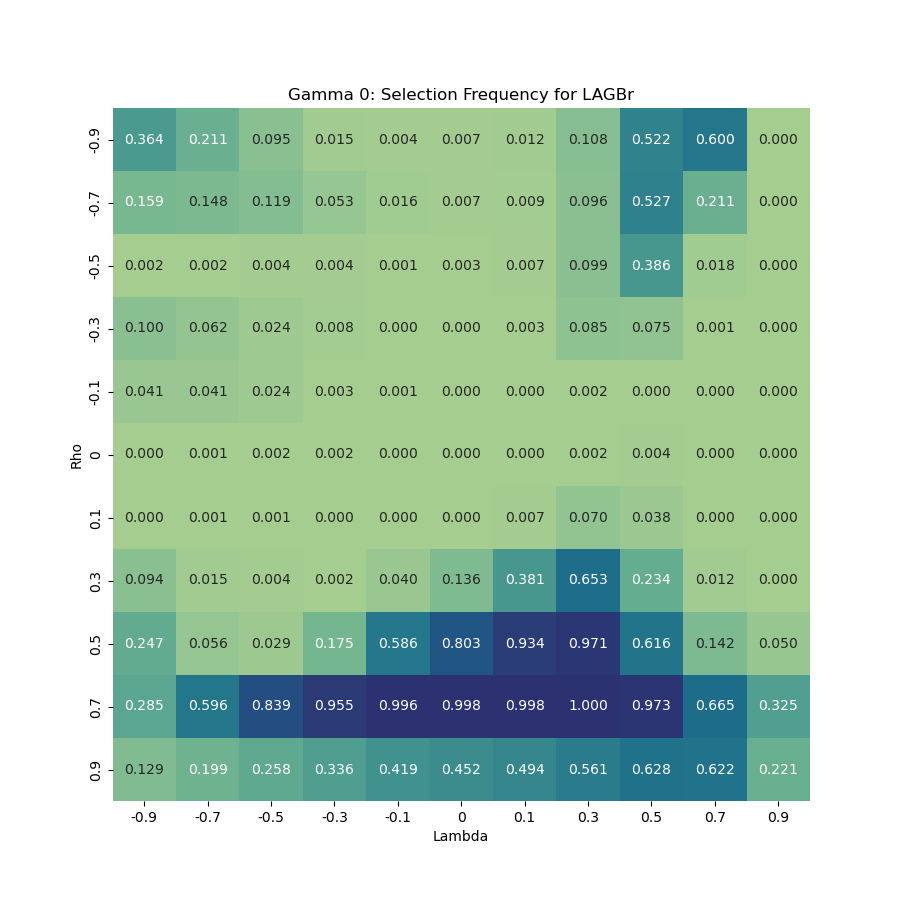 Gamma 0: Selection Frequency for LAGBr
-0.9 0.364 0.211 0.095 0.015 0.004 0.007 0.012 0.108 0.522 0.600 0.000
-0.7 0.159 0.148 0.119 0.053 0.016 0.007 0.009 0.096 0.527 0.211 0.000
-0.5 0.002 0.002 0.004 0.004 0.001 0.003 0.007 0.099 0.386 0.018 0.000
-0.3 0.100 0.062 0.024 0.008 0.000 0.000 0.003 0.085 0.075 0.001 0.000
-0.1 0.041 0.041 0.024 0.003 0.001 0.000 0.000 0.002 0.000 0.000 0.000
Rho
0 0.000 0.001 0.002 0.002 0.000 0.000 0.000 0.002 0.004 0.000 0.000
0.1 0.000 0.001 0.001 0.000 0.000 0.000 0.007 0.070 0.038 0.000 0.000
0.3 0.094 0.015 0.004 0.002 0.040 0.136 0.381 0.653 0.234 0.012 0.000
0.5 0.247 0.056 0.029 0.175 0.586 0.803 0.934 0.971 0.616 0.142 0.050
0.7 0.285 0.596 0.839 0.955 0.996 0.998 0.998 1.000 0.973 0.665 0.325
0.9 0.129 0.199 0.258 0.336 0.419 0.452 0.494 0.561 0.628 0.622 0.221
-0.9 -0.7 -0.5 -0.3 -0.1 0 0.1 0.3 0.5 0.7 0.9
Lambda